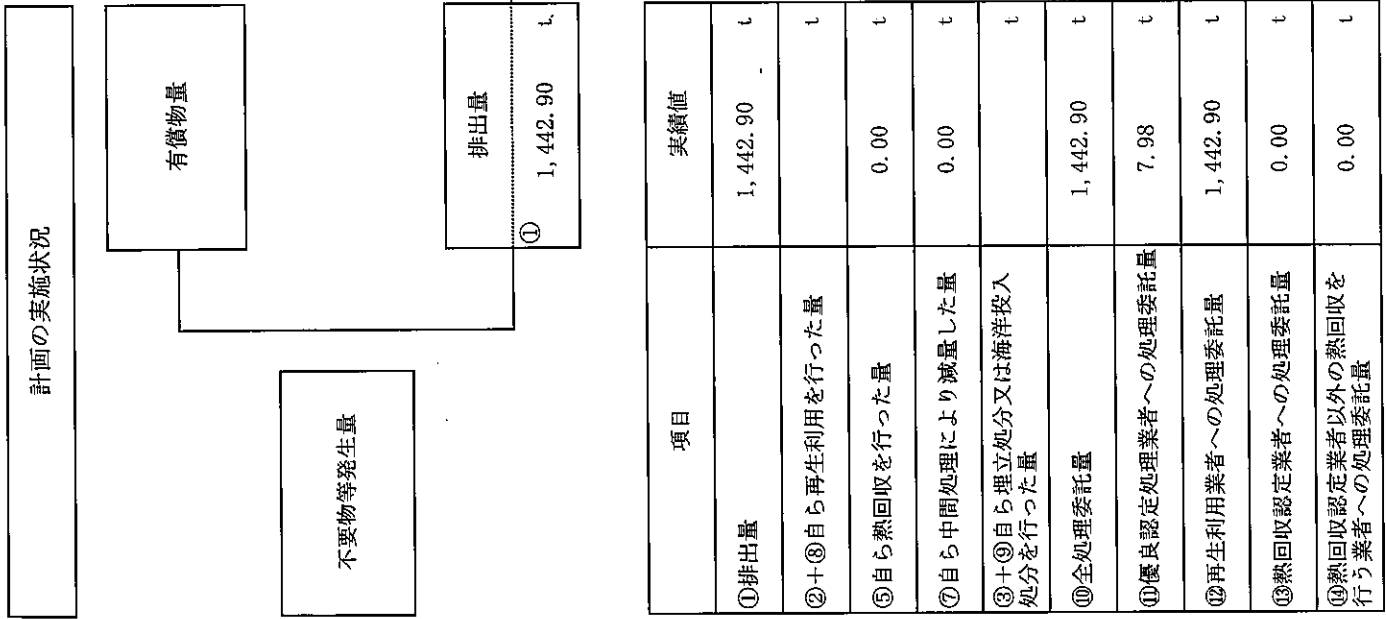 計画の実施状況
有償物量
不要物等発生量
排出量
① 1,442.90 t
項目 実績値
①排出量 1,442.90 t
②+⑧自ら再生利用を行った量 t
⑤自ら熱回収を行った量 0.00 t
⑦自ら中間処理により減量した量 0.00 t
③+⑨自ら埋立処分又は海洋投入
処分を行った量 t
⑩全処理委託量 1,442.90 t
⑪優良認定処理業者への処理委託量 7.98 t
⑫再生利用業者への処理委託量 1,442.90 t
⑬熱回収認定業者への処理委託量 0.00 t
⑭熱回収認定業者以外の熱回収を
行う業者への処理委託量 0.00 t